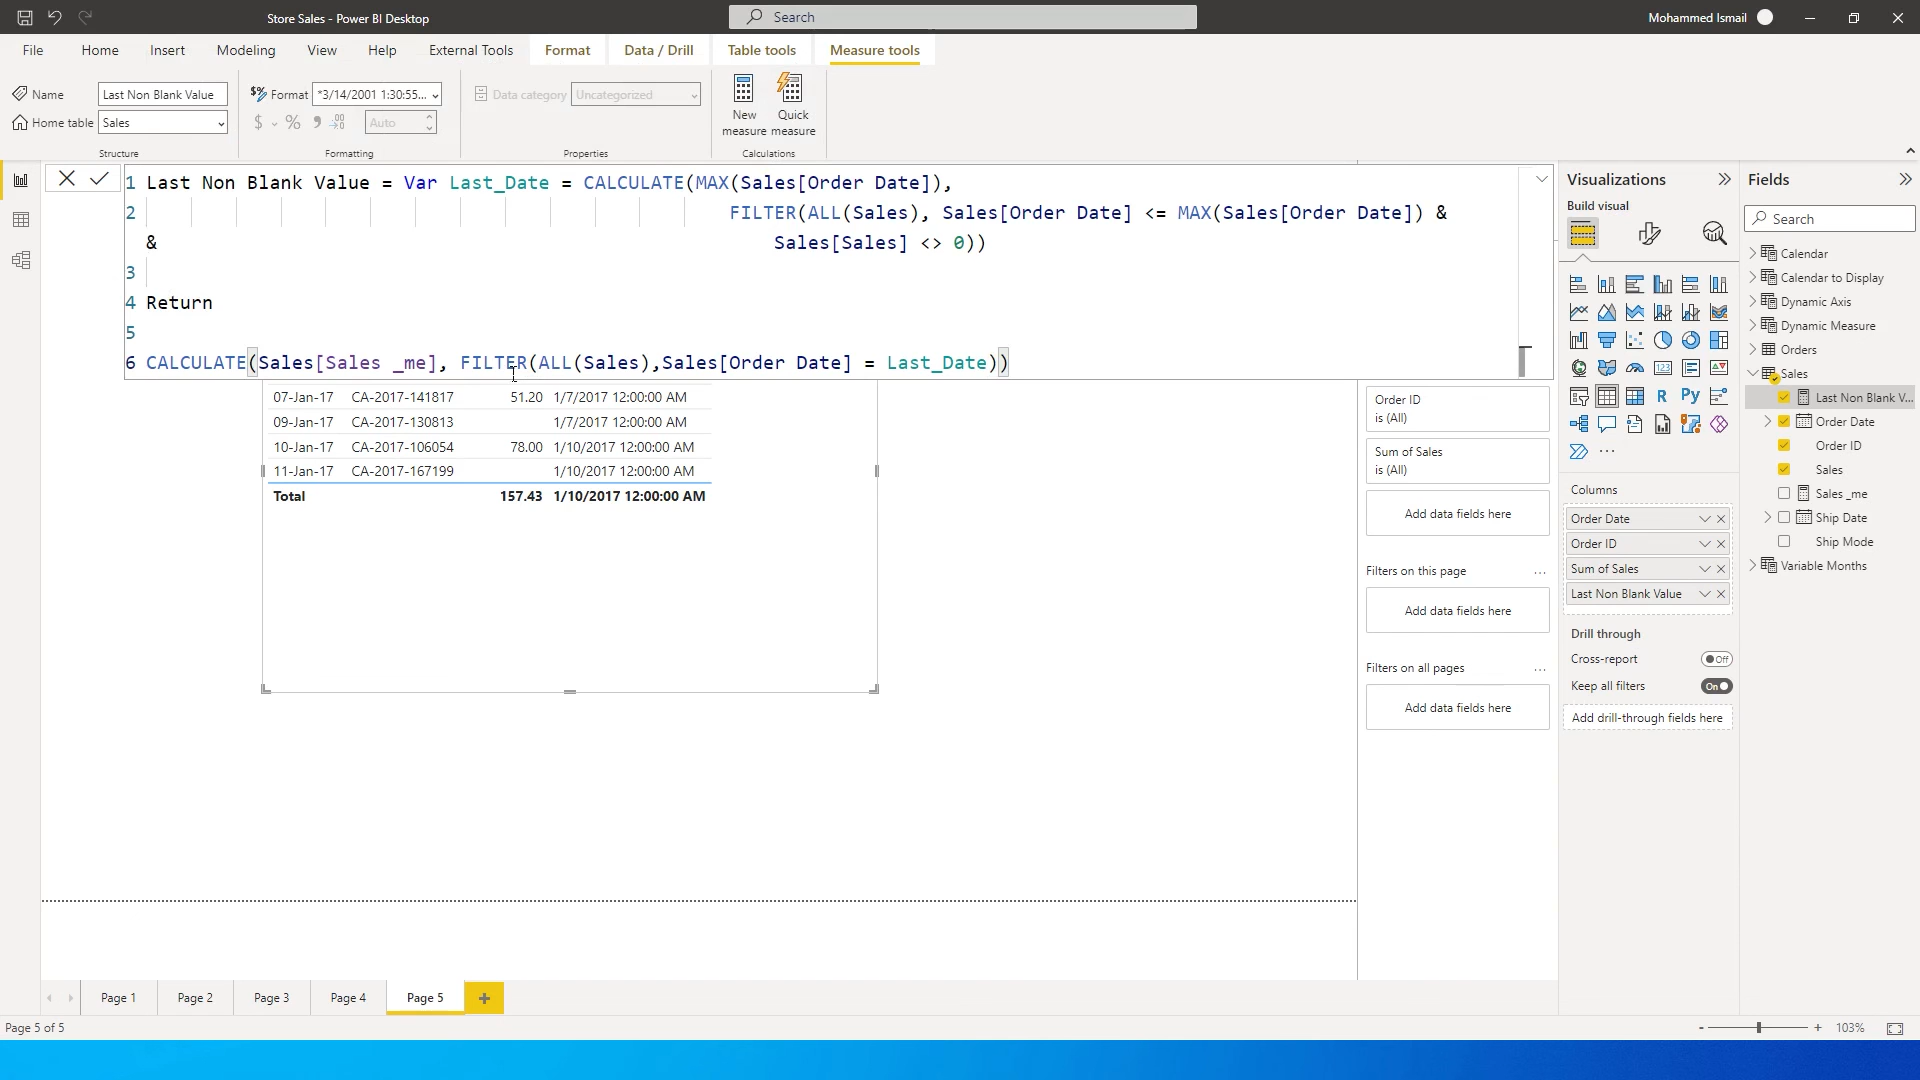 Store Sales - Power BI Desktop
Search
Mohammed Ismail
File Home Insert Modeling View Help External Tools Format Data / Drill Table tools Measure tools
Name Last Non Blank Value
Home table Sales
Structure
Format *3/14/2001 1:30:55...
$ % Auto
Formatting
Data category Uncategorized
Properties
New measure
Quick measure
Calculations
1 Last Non Blank Value = Var Last_Date = CALCULATE(MAX(Sales[Order Date]),
2 FILTER(ALL(Sales), Sales[Order Date] <= MAX(Sales[Order Date]) &
& Sales[Sales] <> 0))
3
4 Return
5
6 CALCULATE(Sales[Sales _me], FILTER(ALL(Sales),Sales[Order Date] = Last_Date))
07-Jan-17 CA-2017-141817 51.20 1/7/2017 12:00:00 AM
09-Jan-17 CA-2017-130813 1/7/2017 12:00:00 AM
10-Jan-17 CA-2017-106054 78.00 1/10/2017 12:00:00 AM
11-Jan-17 CA-2017-167199 1/10/2017 12:00:00 AM
Total 157.43 1/10/2017 12:00:00 AM
Order ID
is (All)
Sum of Sales
is (All)
Add data fields here
Filters on this page ...
Add data fields here
Filters on all pages ...
Add data fields here
Visualizations
Build visual
123
R
Py
...
Columns
Order Date
Order ID
Sum of Sales
Last Non Blank Value
Drill through
Cross-report Off
Keep all filters On
Add drill-through fields here
Fields
Search
Calendar
Calendar to Display
Dynamic Axis
Dynamic Measure
Orders
Sales
Last Non Blank V...
Order Date
Order ID
Sales
Sales _me
Ship Date
Ship Mode
Variable Months
Page 1 Page 2 Page 3 Page 4 Page 5 +
Page 5 of 5
- + 103%